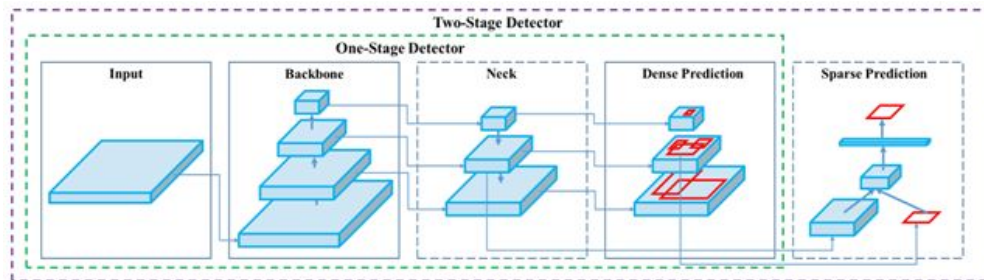 Two-Stage Detector
One-Stage Detector
Input
Backbone
Neck
Dense Prediction
Sparse Prediction